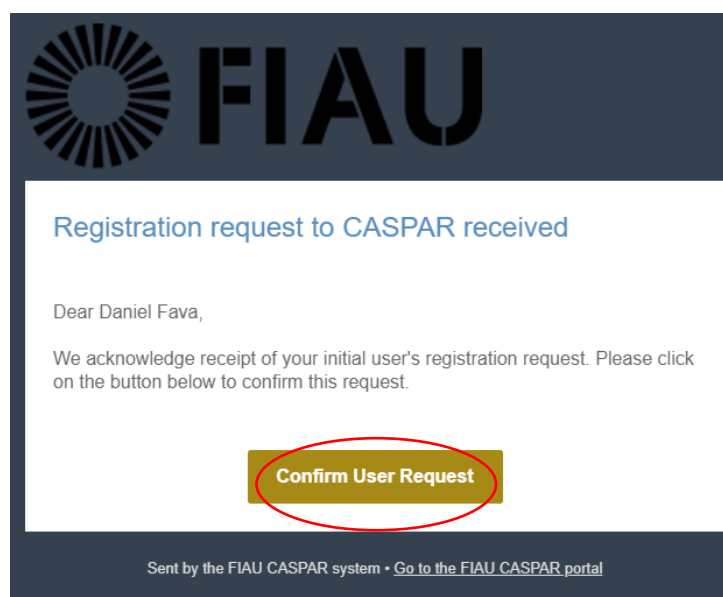 FIAU
Registration request to CASPAR received
Dear Daniel Fava,
We acknowledge receipt of your initial user's registration request. Please click
on the button below to confirm this request.
Confirm User Request
Sent by the FIAU CASPAR system • Go to the FIAU CASPAR portal